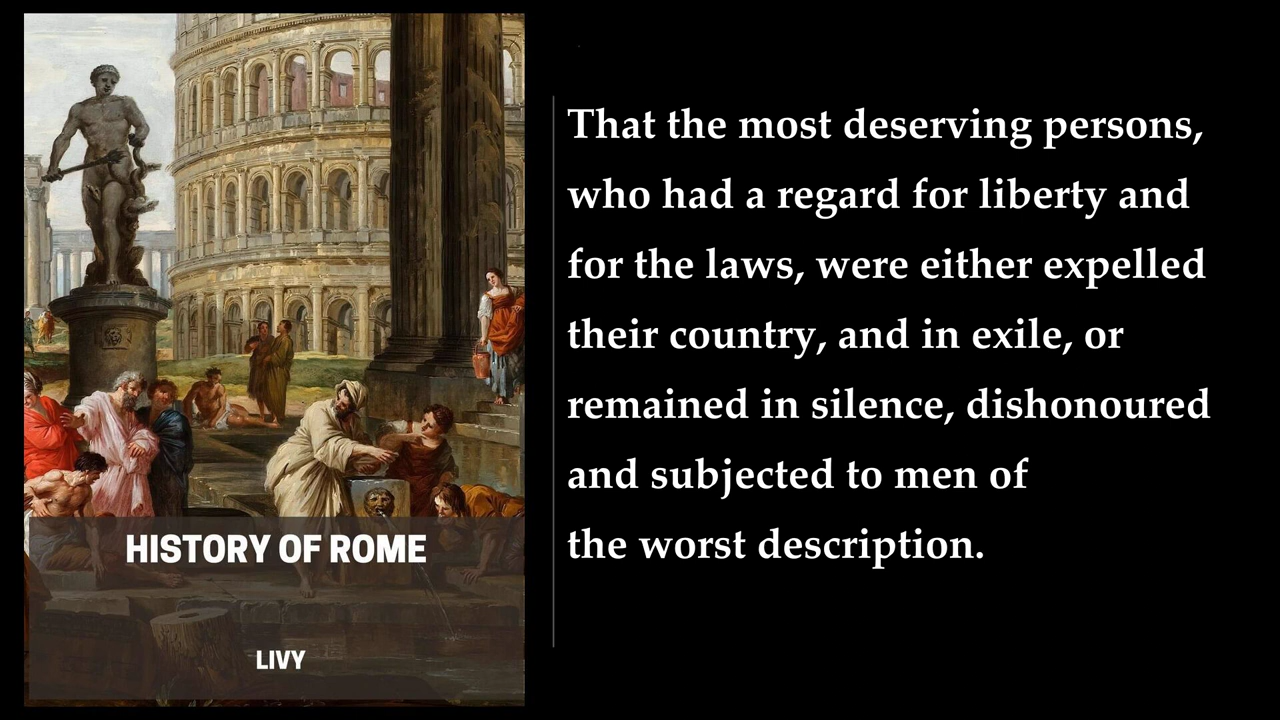 HISTORY OF ROME
LIVY
That the most deserving persons,
who had a regard for liberty and
for the laws, were either expelled
their country, and in exile, or
remained in silence, dishonoured
and subjected to men of
the worst description.